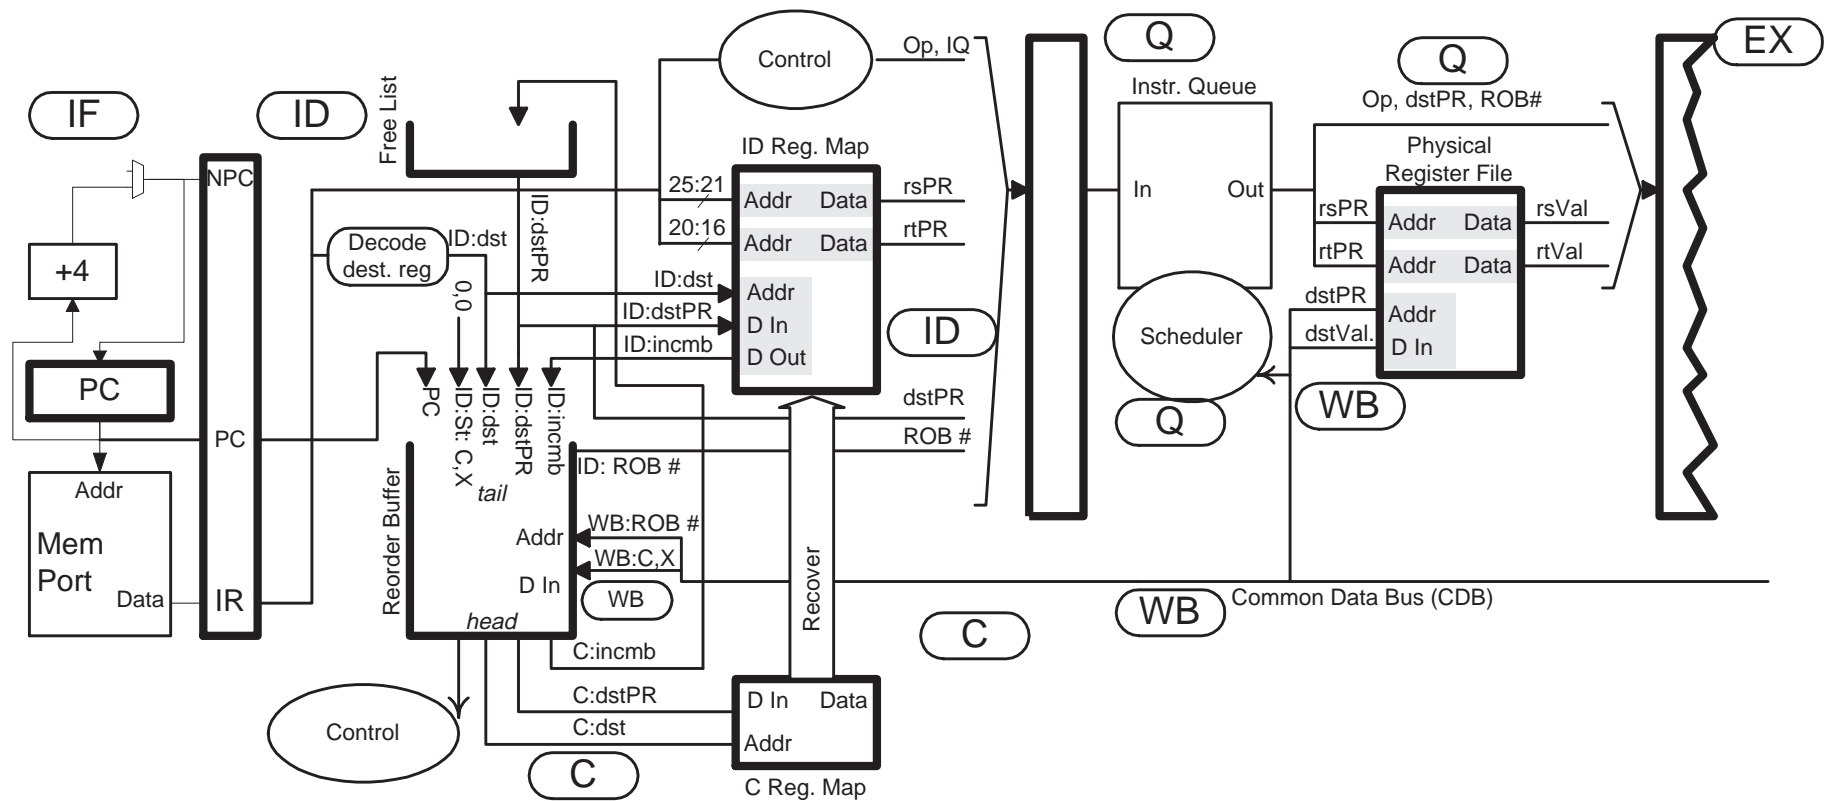 IF
NPC
+4
PC
Addr
Mem
Port
Data
PC
IR
ID
Free List
Decode
dest. reg
ID:dst
0,0
ID:dstPR
PC
ID:St: C,X
ID:dst
ID:dstPR
ID:incmb
tail
Reorder Buffer
Addr
D In
head
ID: ROB #
WB:ROB #
WB:C,X
WB
C:incmb
C:dstPR
C:dst
Control
C
Control
Op, IQ
ID Reg. Map
25:21
Addr
Data
rsPR
20:16
Addr
Data
rtPR
ID:dst
Addr
ID:dstPR
D In
ID:incmb
D Out
ID
dstPR
ROB #
Recover
D In
Data
Addr
C Reg. Map
C
Q
Instr. Queue
In
Out
Scheduler
Q
Q
Op, dstPR, ROB#
Physical
Register File
rsPR
Addr
Data
rsVal
rtPR
Addr
Data
rtVal
dstPR
Addr
dstVal.
D In
WB
WB
Common Data Bus (CDB)
EX